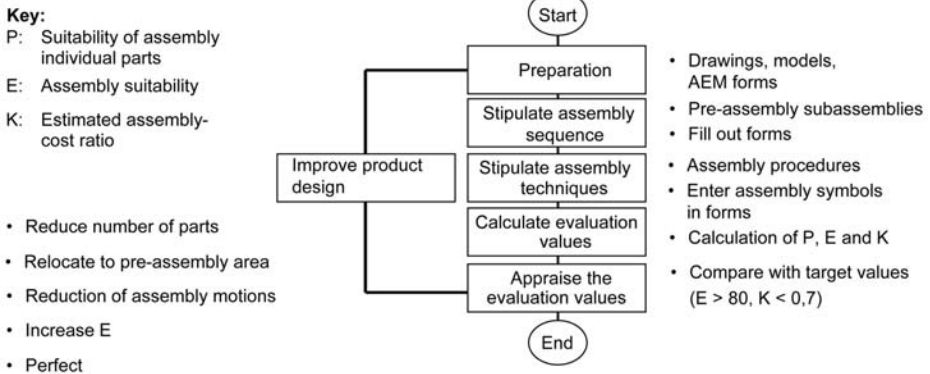 Key:
P: Suitability of assembly
individual parts
E: Assembly suitability
K: Estimated assembly-
cost ratio
• Reduce number of parts
• Relocate to pre-assembly area
• Reduction of assembly motions
• Increase E
• Perfect
Improve product
design
Start
Preparation
Stipulate assembly
sequence
Stipulate assembly
techniques
Calculate evaluation
values
Appraise the
evaluation values
End
• Drawings, models,
AEM forms
• Pre-assembly subassemblies
• Fill out forms
• Assembly procedures
• Enter assembly symbols
in forms
• Calculation of P, E and K
• Compare with target values
(E > 80, K < 0,7)